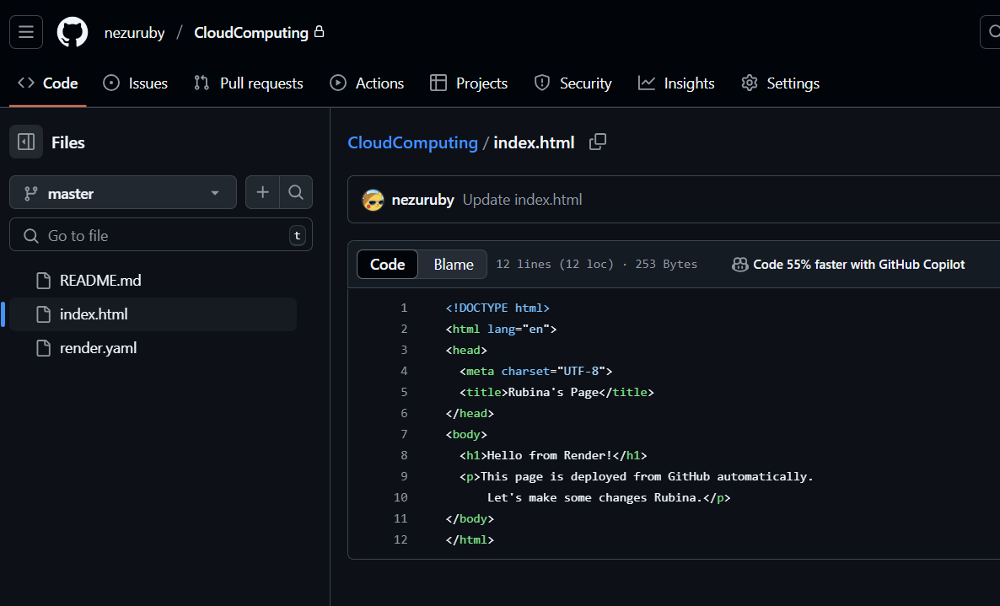 nezuruby / CloudComputing
Code Issues Pull requests Actions Projects Security Insights Settings
Files
master
Go to file t
README.md
index.html
render.yaml
CloudComputing / index.html
nezuruby Update index.html
Code Blame 12 lines (12 loc) · 253 Bytes Code 55% faster with GitHub Copilot
1 <!DOCTYPE html>
2 <html lang="en">
3 <head>
4   <meta charset="UTF-8">
5   <title>Rubina's Page</title>
6 </head>
7 <body>
8   <h1>Hello from Render!</h1>
9   <p>This page is deployed from GitHub automatically.
10       Let's make some changes Rubina.</p>
11 </body>
12 </html>